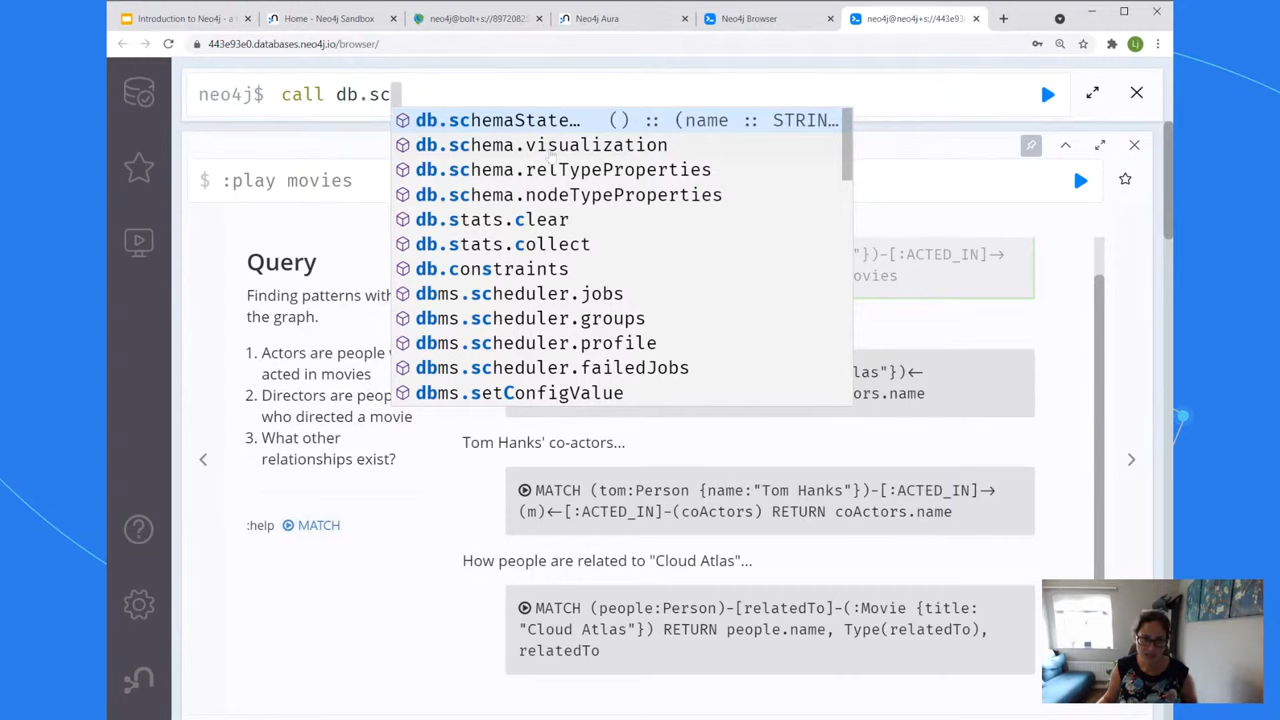 Introduction to Neo4j - a
Home - Neo4j Sandbox
neo4j@bolt+s://8972082
Neo4j Aura
Neo4j Browser
neo4j@neo4j+s://443e93
443e93e0.databases.neo4j.io/browser/
Lj
neo4j$ call db.sc
db.schemaState… () :: (name :: STRIN…
db.schema.visualization
db.schema.relTypeProperties
db.schema.nodeTypeProperties
db.stats.clear
db.stats.collect
db.constraints
dbms.scheduler.jobs
dbms.scheduler.groups
dbms.scheduler.profile
dbms.scheduler.failedJobs
dbms.setConfigValue
$ :play movies
Query
Finding patterns with
the graph.
1. Actors are people
acted in movies
2. Directors are peop
who directed a movie
3. What other
relationships exist?
:help MATCH
"})-[:ACTED_IN]→
ovies
las"})←
ors.name
Tom Hanks' co-actors...
MATCH (tom:Person {name:"Tom Hanks"})-[:ACTED_IN]→
(m)←[:ACTED_IN]-(coActors) RETURN coActors.name
How people are related to "Cloud Atlas"...
MATCH (people:Person)-[relatedTo]-(:Movie {title:
"Cloud Atlas"}) RETURN people.name, Type(relatedTo),
relatedTo